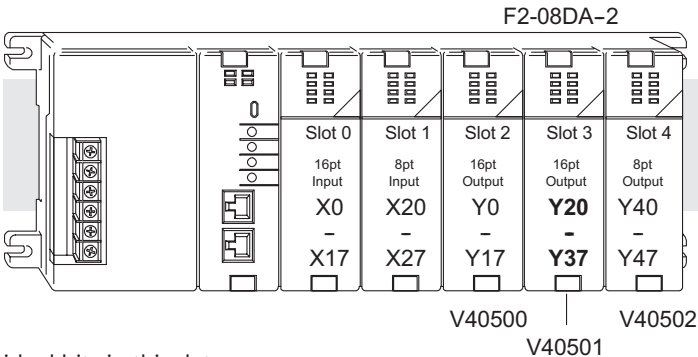 F2-08DA-2
Slot 0 Slot 1 Slot 2 Slot 3 Slot 4
16pt 8pt 16pt 16pt 8pt
Input Input Output Output Output
X0 X20 Y0 Y20 Y40
– – – – –
X17 X27 Y17 Y37 Y47
V40500 V40502
V40501